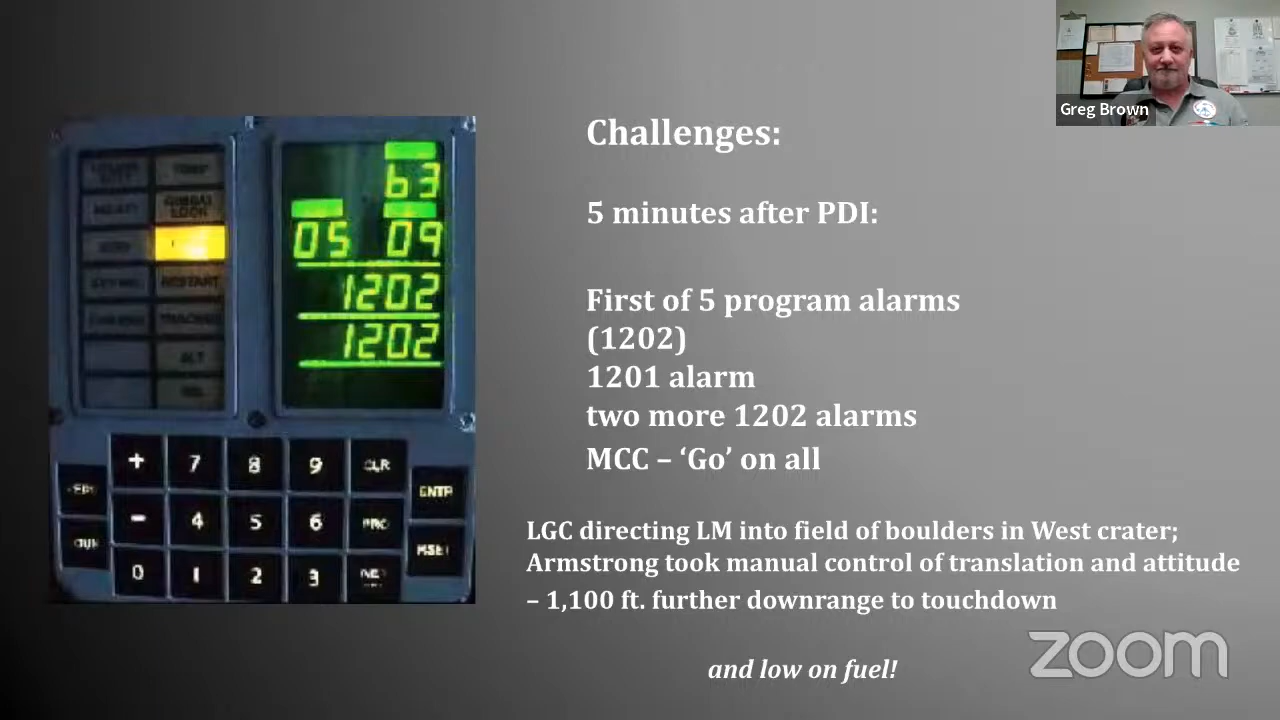 Greg Brown
Challenges:
5 minutes after PDI:
First of 5 program alarms
(1202)
1201 alarm
two more 1202 alarms
MCC – ‘Go’ on all
LGC directing LM into field of boulders in West crater;
Armstrong took manual control of translation and attitude
– 1,100 ft. further downrange to touchdown
and low on fuel!
zoom
TEMP
GIMBAL
LOCK
RESTART
TRACKER
ALT
63
05 09
1202
1202
+ 7 8 9 CLR
ENTR
- 4 5 6 PRO
0 1 2 3